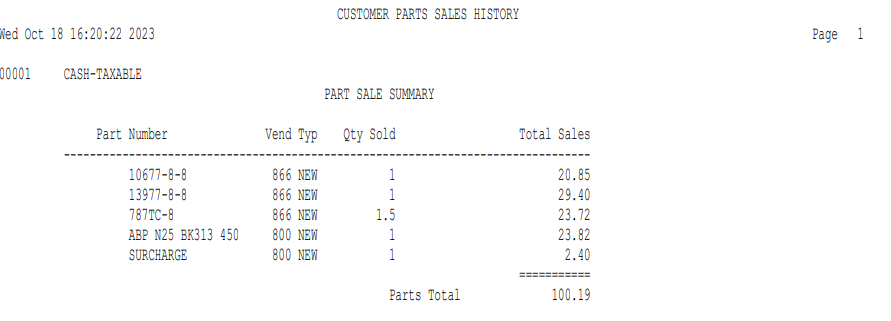 CUSTOMER PARTS SALES HISTORY
Wed Oct 18 16:20:22 2023 Page 1
00001 CASH-TAXABLE
PART SALE SUMMARY
Part Number Vend Typ Qty Sold Total Sales
--------------------------------------------------------------------------------
10677-8-8 866 NEW 1 20.85
13977-8-8 866 NEW 1 29.40
787TC-8 866 NEW 1.5 23.72
ABP N25 BK313 450 800 NEW 1 23.82
SURCHARGE 800 NEW 1 2.40
===========
Parts Total 100.19